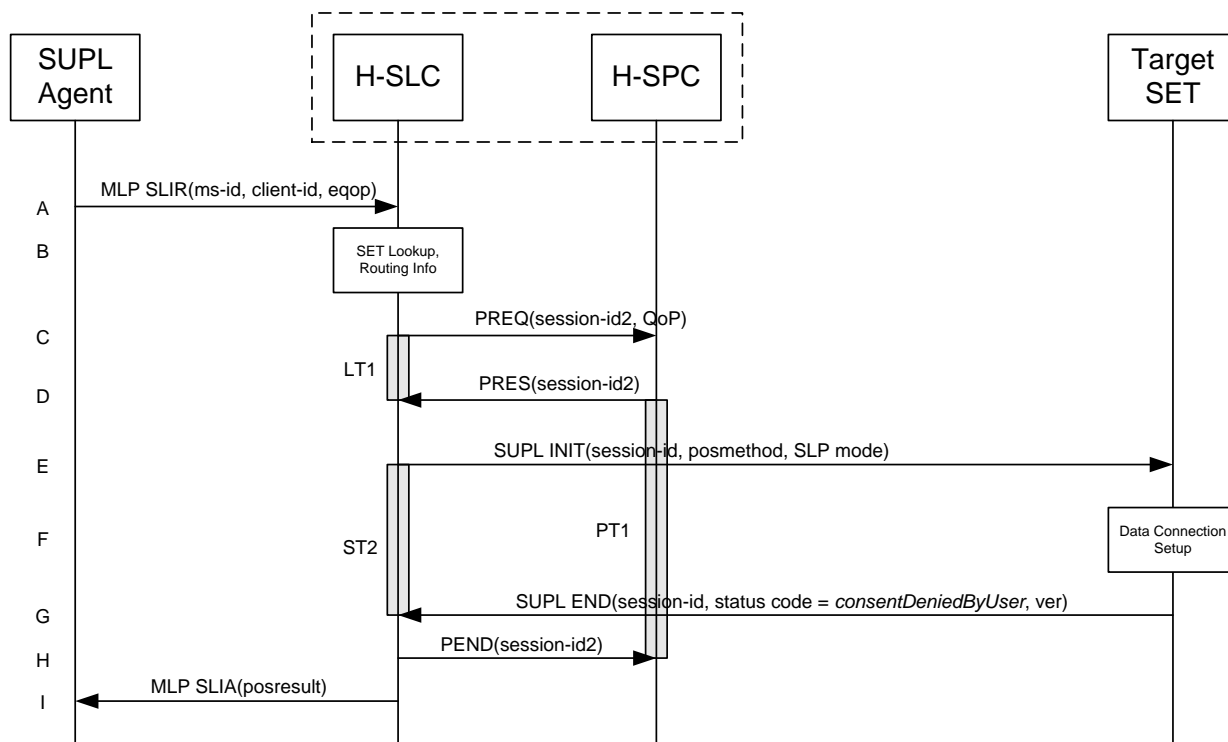 SUPL
Agent
H-SLC
H-SPC
Target
SET
A
MLP SLIR(ms-id, client-id, eqop)
B
SET Lookup,
Routing Info
C
PREQ(session-id2, QoP)
LT1
D
PRES(session-id2)
E
SUPL INIT(session-id, posmethod, SLP mode)
F
ST2
PT1
Data Connection
Setup
G
SUPL END(session-id, status code = consentDeniedByUser, ver)
H
PEND(session-id2)
I
MLP SLIA(posresult)